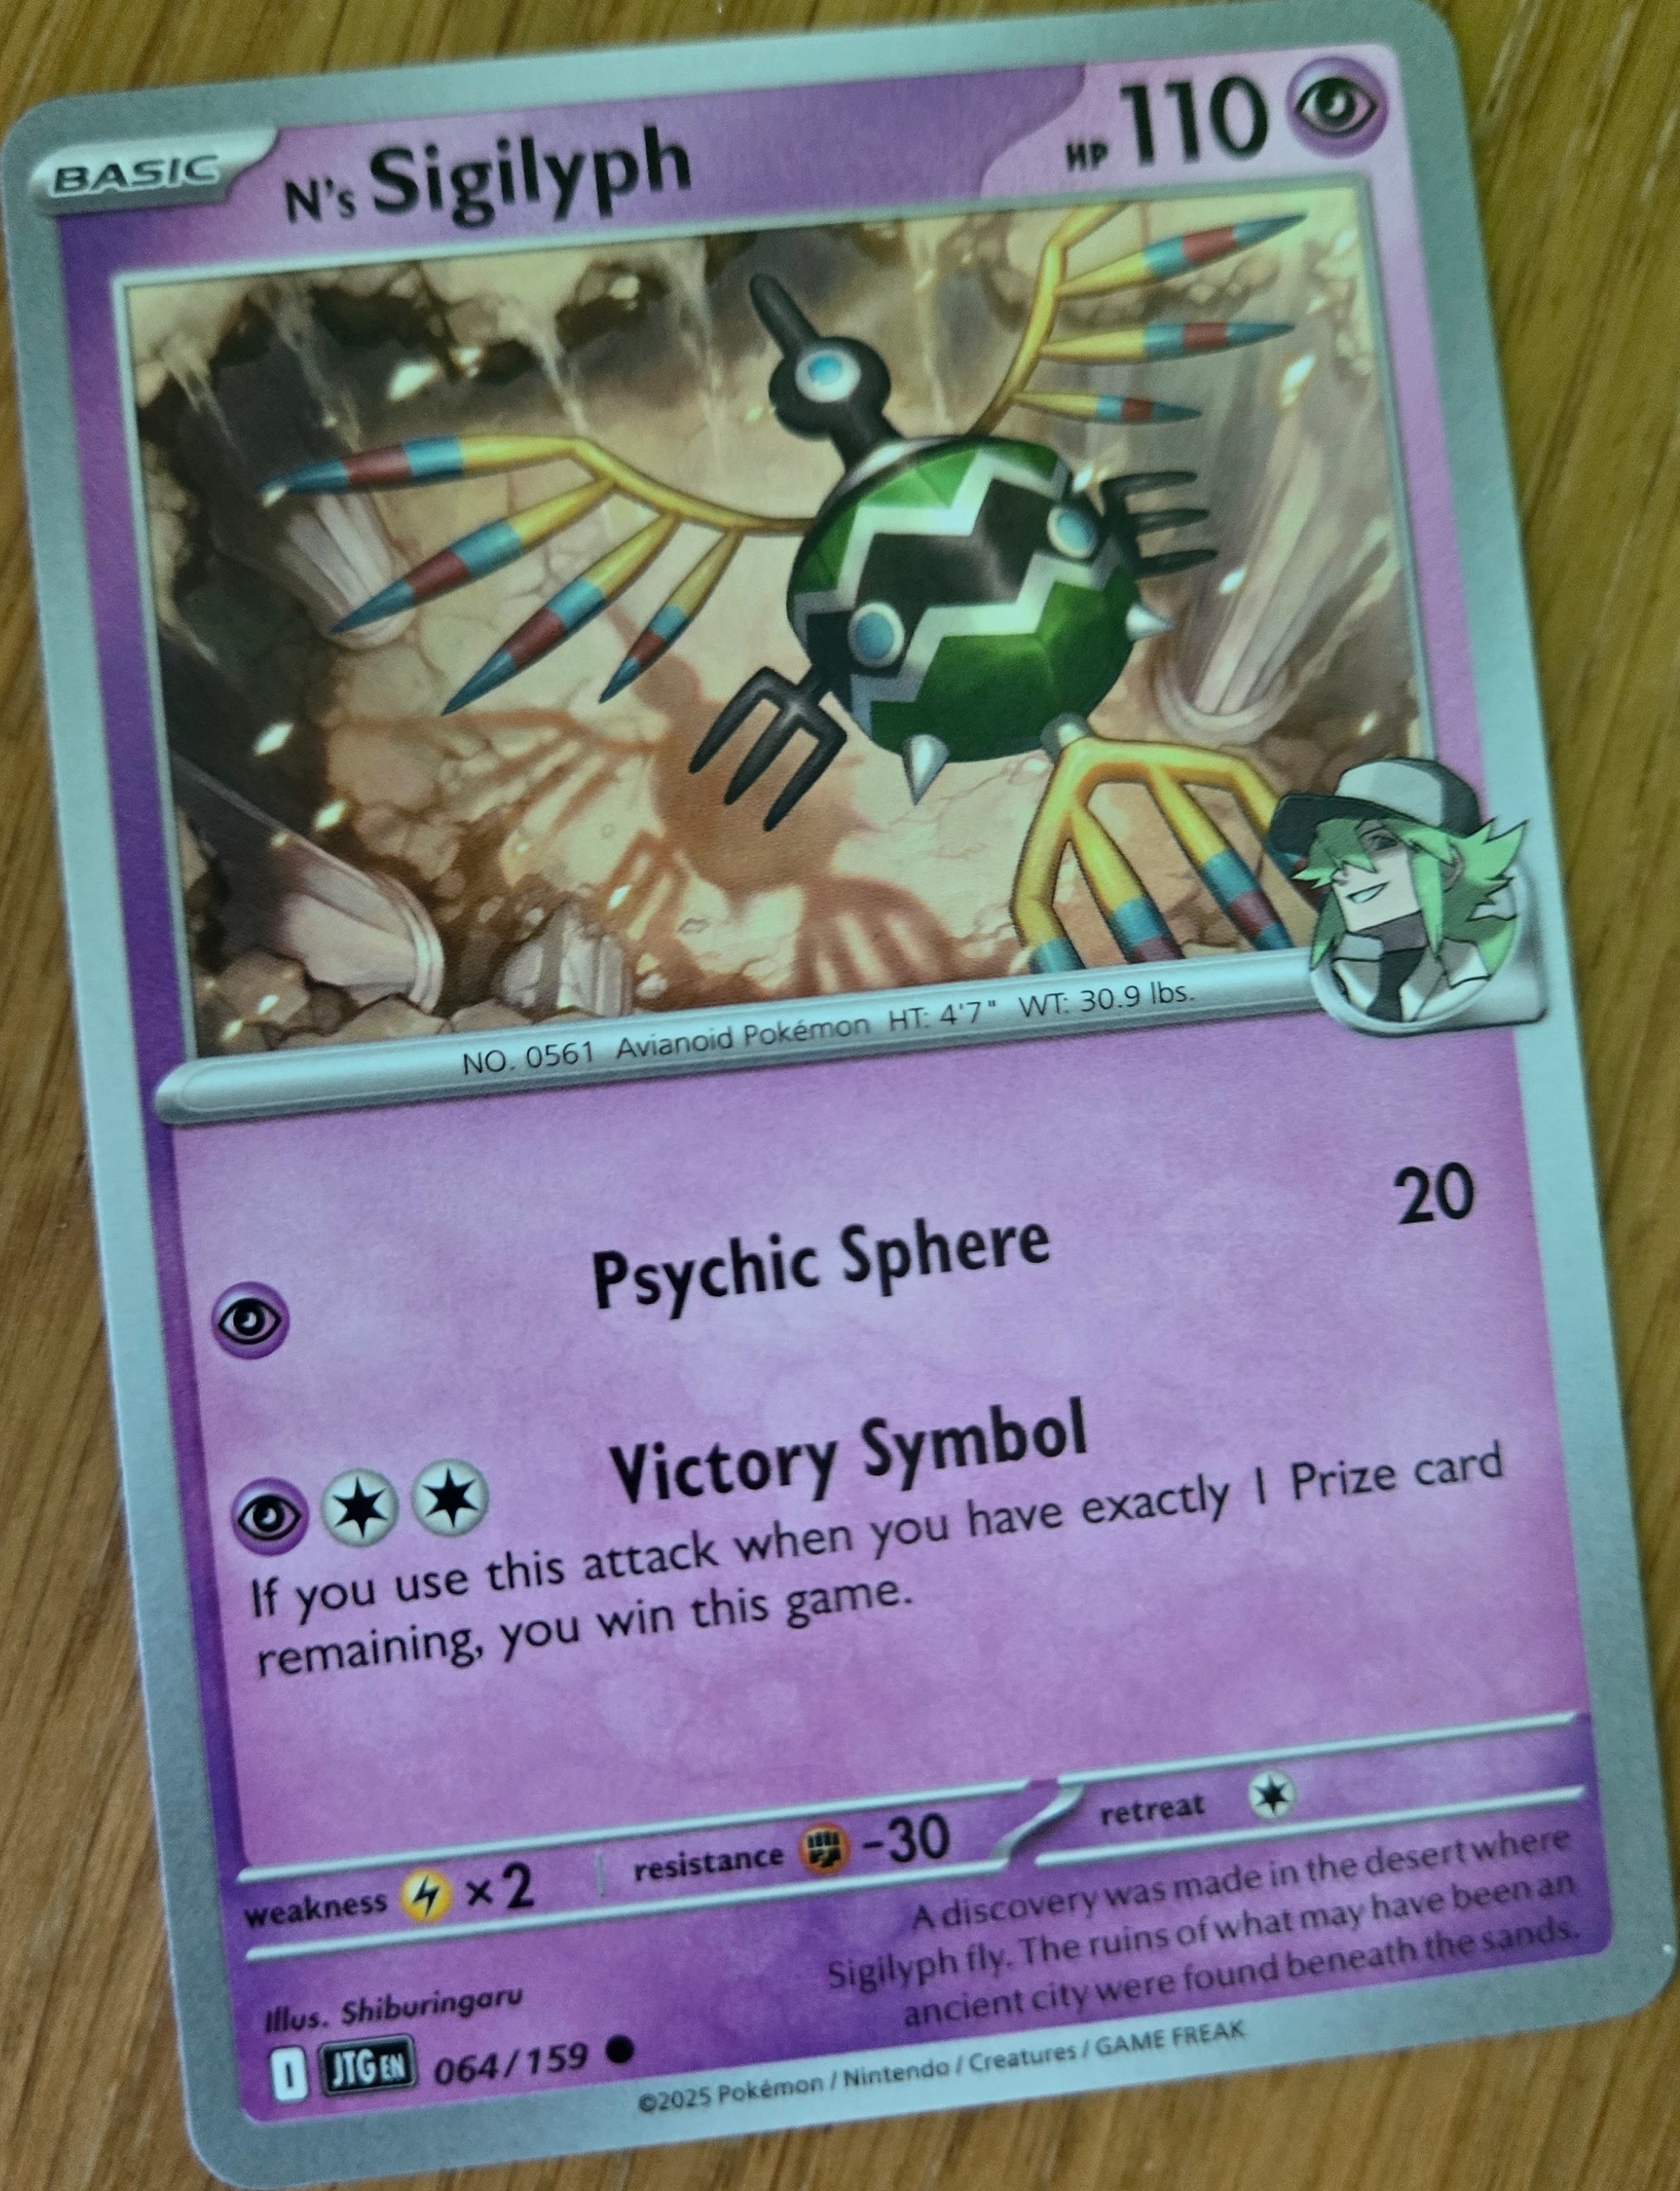 BASIC N's Sigilyph HP 110
NO. 0561 Avianoid Pokémon HT: 4'7" WT: 30.9 lbs.
Psychic Sphere 20
Victory Symbol
If you use this attack when you have exactly 1 Prize card
remaining, you win this game.
weakness ×2 resistance -30 retreat
A discovery was made in the desert where
Sigilyph fly. The ruins of what may have been an
ancient city were found beneath the sands.
Illus. Shiburingaru
I JTG EN 064/159
©2025 Pokémon / Nintendo / Creatures / GAME FREAK